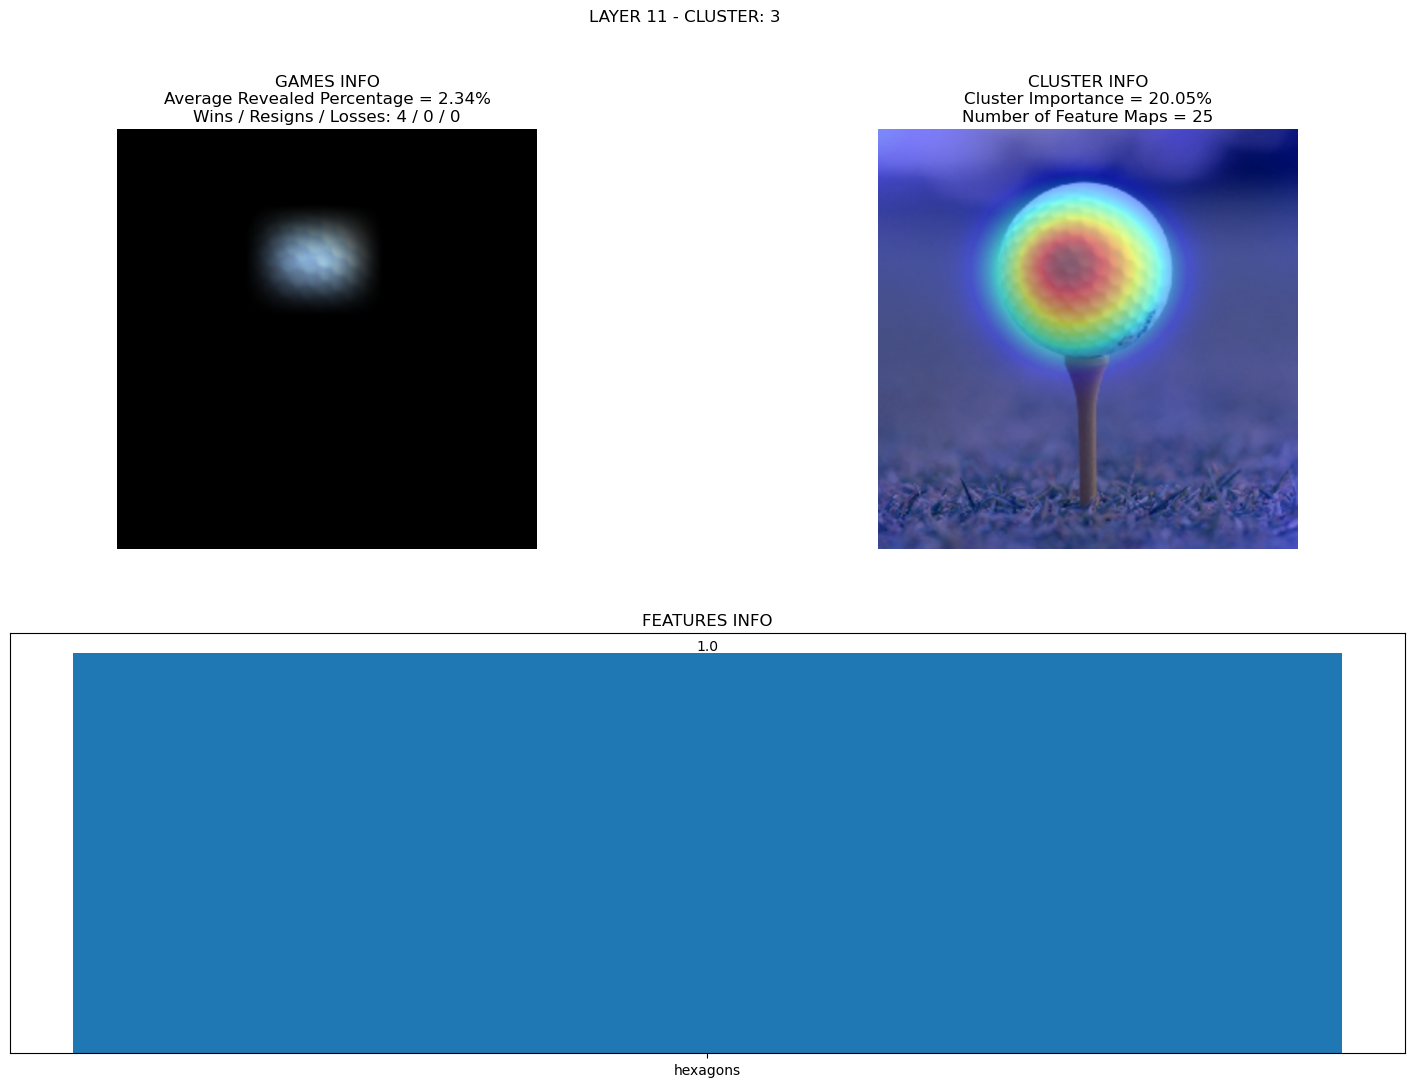 LAYER 11 - CLUSTER: 3
GAMES INFO
Average Revealed Percentage = 2.34%
Wins / Resigns / Losses: 4 / 0 / 0
CLUSTER INFO
Cluster Importance = 20.05%
Number of Feature Maps = 25
FEATURES INFO
1.0
hexagons